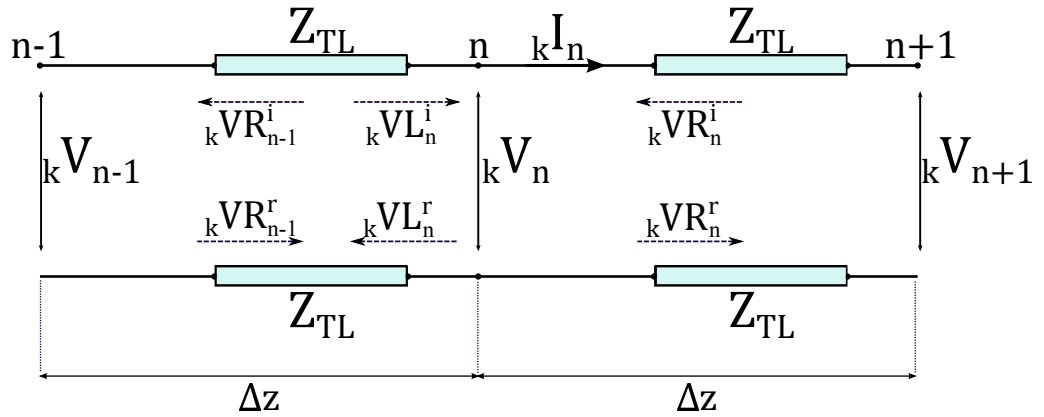 Z_TL Z_TL
n-1 n _kI_n n+1
_kVR^i_n-1 _kVL^i_n _kVR^i_n
_kV_n-1 _kV_n _kV_n+1
_kVR^r_n-1 _kVL^r_n _kVR^r_n
Z_TL Z_TL
Δz Δz